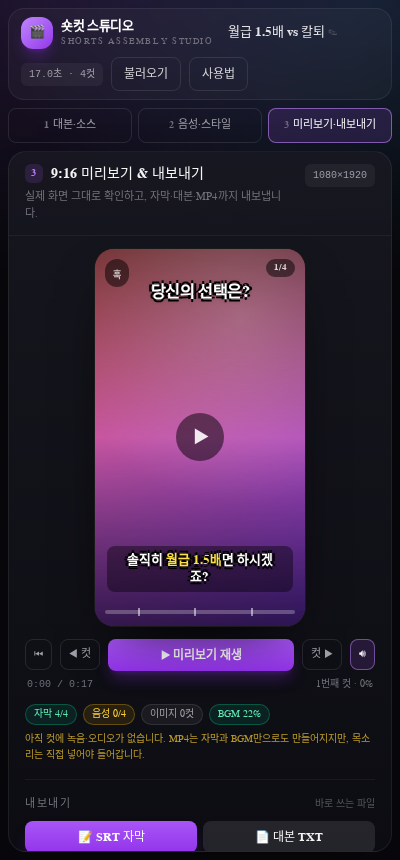 숏컷 스튜디오
SHORTS ASSEMBLY STUDIO
월급 1.5배 vs 칼퇴
17.0초 · 4컷
불러오기
사용법
1 대본·소스
2 음성·스타일
3 미리보기·내보내기
3 9:16 미리보기 & 내보내기
1080×1920
실제 화면 그대로 확인하고, 자막·대본·MP4까지 내보냅니
다.
훅
1/4
당신의 선택은?
솔직히 월급 1.5배면 하시겠
죠?
⏮
◀ 컷
▶ 미리보기 재생
컷 ▶
0:00 / 0:17
1번째 컷 · 0%
자막 4/4
음성 0/4
이미지 0컷
BGM 22%
아직 컷에 녹음·오디오가 없습니다. MP4는 자막과 BGM만으로도 만들어지지만, 목소
리는 직접 넣어야 들어갑니다.
내보내기
바로 쓰는 파일
📝 SRT 자막
📄 대본 TXT